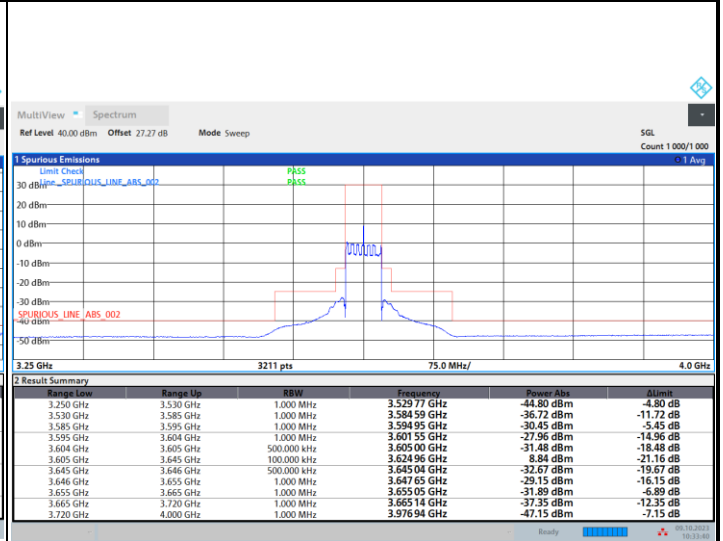 MultiView Spectrum
Ref Level 40.00 dBm Offset 27.27 dB Mode Sweep SGL
Count 1 000/1 000
1 Spurious Emissions 1 Avg
Limit Check PASS
Line _SPURIOUS_LINE_ABS_002 PASS
30 dBm
20 dBm
10 dBm
0 dBm
-10 dBm
-20 dBm
-30 dBm
SPURIOUS_LINE_ABS_002
-40 dBm
-50 dBm
3.25 GHz 3211 pts 75.0 MHz/ 4.0 GHz
2 Result Summary
Range Low Range Up RBW Frequency Power Abs ΔLimit
3.250 GHz 3.530 GHz 1.000 MHz 3.529 77 GHz -44.80 dBm -4.80 dB
3.530 GHz 3.585 GHz 1.000 MHz 3.584 59 GHz -36.72 dBm -11.72 dB
3.585 GHz 3.595 GHz 1.000 MHz 3.594 95 GHz -30.45 dBm -5.45 dB
3.595 GHz 3.604 GHz 1.000 MHz 3.601 55 GHz -27.96 dBm -14.96 dB
3.604 GHz 3.605 GHz 500.000 kHz 3.605 00 GHz -31.48 dBm -18.48 dB
3.605 GHz 3.645 GHz 100.000 kHz 3.624 96 GHz 8.84 dBm -21.16 dB
3.645 GHz 3.646 GHz 500.000 kHz 3.645 04 GHz -32.67 dBm -19.67 dB
3.646 GHz 3.655 GHz 1.000 MHz 3.647 65 GHz -29.15 dBm -16.15 dB
3.655 GHz 3.665 GHz 1.000 MHz 3.655 05 GHz -31.89 dBm -6.89 dB
3.665 GHz 3.720 GHz 1.000 MHz 3.665 14 GHz -37.35 dBm -12.35 dB
3.720 GHz 4.000 GHz 1.000 MHz 3.976 94 GHz -47.15 dBm -7.15 dB
Ready 09.10.2023
10:33:40